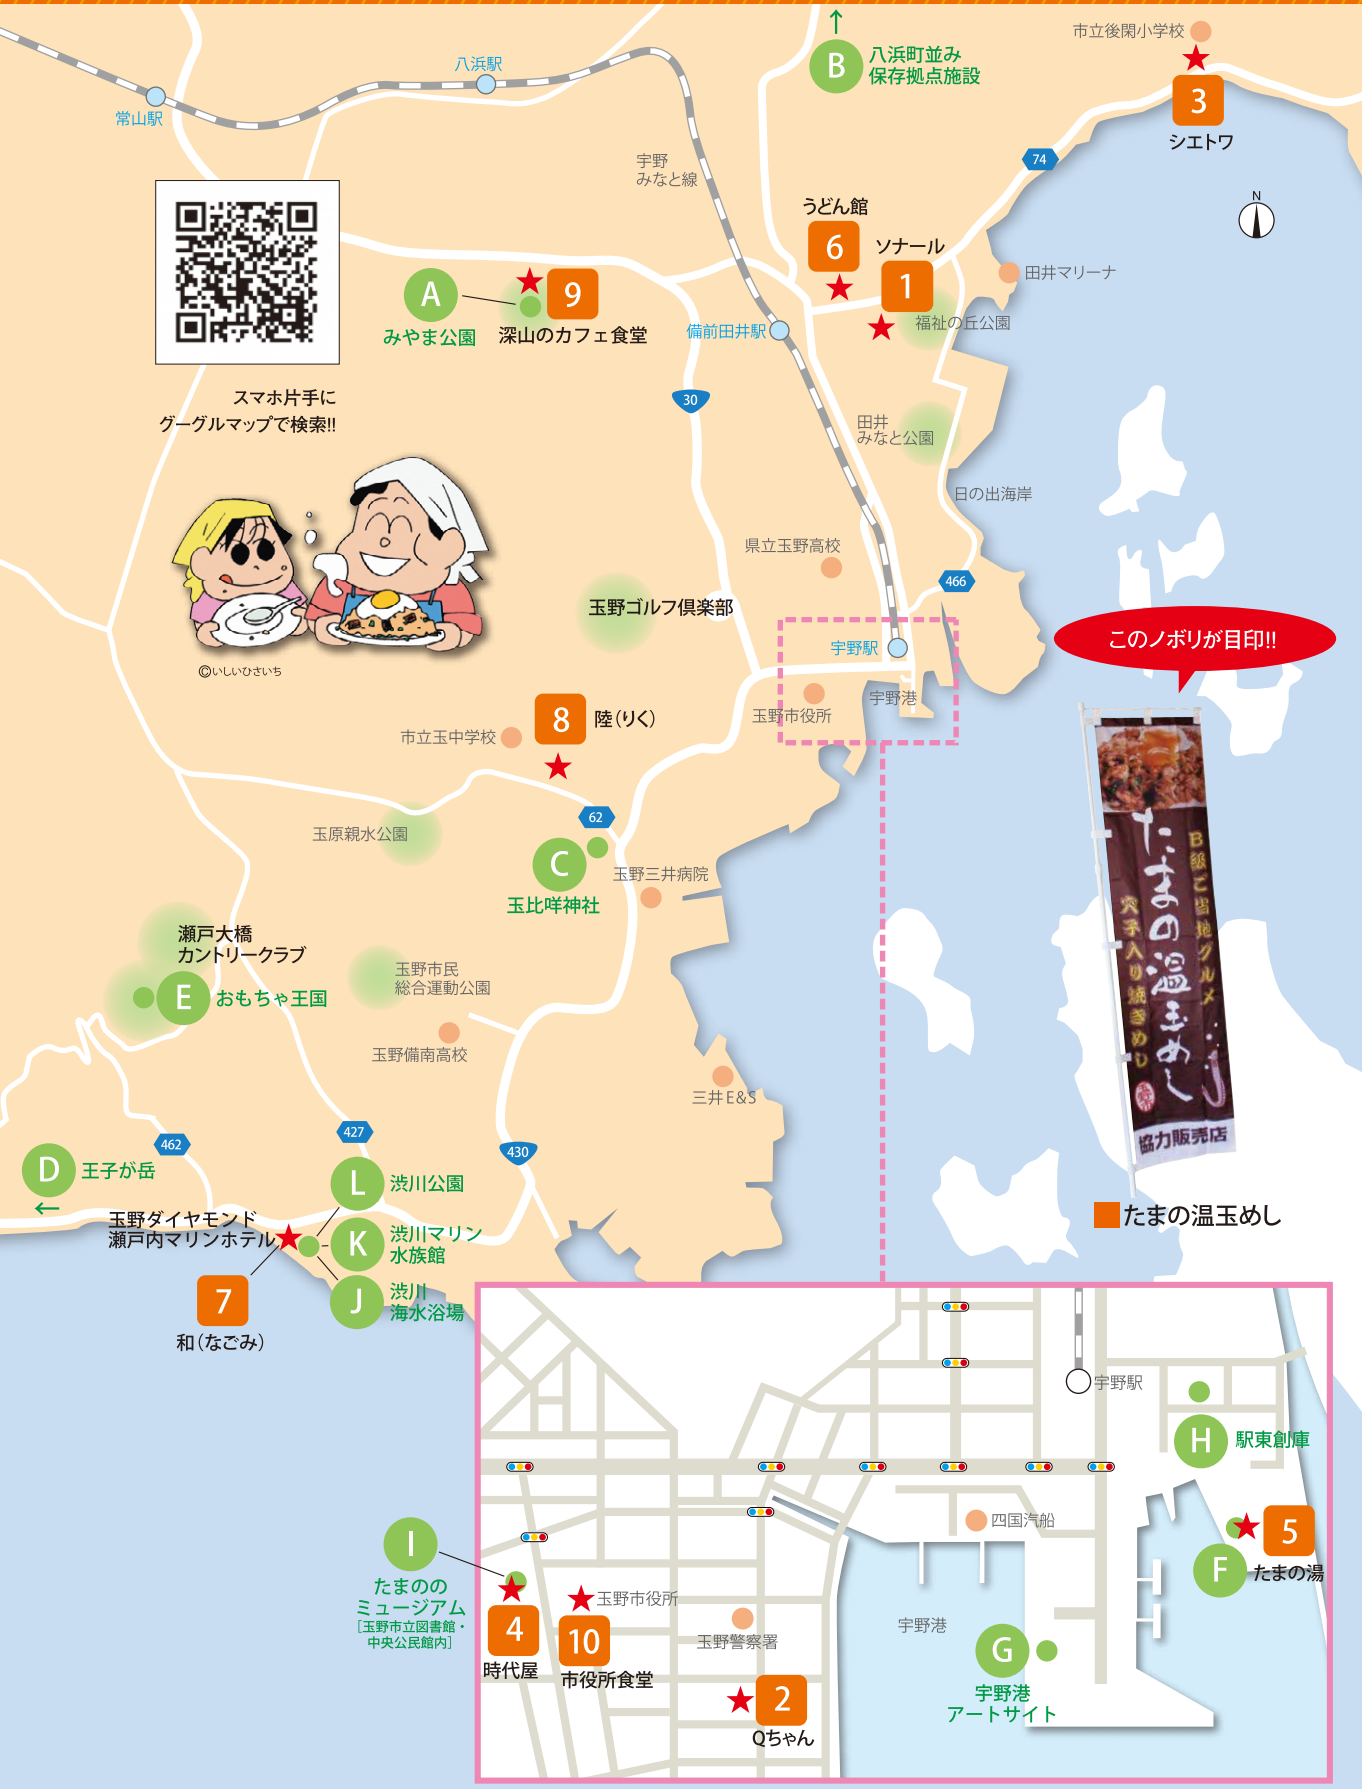 市立後閑小学校
3
シエトワ
B
八浜町並み
保存拠点施設
八浜駅
常山駅
宇野
みなと線
74
N
うどん館
6
ソナール
1
田井マリーナ
福祉の丘公園
A
みやま公園
9
深山のカフェ食堂
備前田井駅
スマホ片手に
グーグルマップで検索!!
30
田井
みなと公園
日の出海岸
県立玉野高校
466
玉野ゴルフ倶楽部
宇野駅
宇野港
玉野市役所
©いしいひさいち
このノボリが目印!!
8
陸(りく)
市立玉中学校
62
玉原親水公園
C
玉比咩神社
玉野三井病院
B級ご当地グルメ
たまの温玉めし
穴子入り焼きめし
協力販売店
瀬戸大橋
カントリークラブ
E
おもちゃ王国
玉野市民
総合運動公園
玉野備南高校
三井E&S
462
427
430
D
王子が岳
←
L
渋川公園
K
渋川マリン
水族館
J
渋川
海水浴場
玉野ダイヤモンド
瀬戸内マリンホテル
7
和(なごみ)
たまの温玉めし
宇野駅
H
駅東創庫
四国汽船
5
F
たまの湯
I
たまのの
ミュージアム
[玉野市立図書館・
中央公民館内]
4
時代屋
玉野市役所
10
市役所食堂
玉野警察署
2
Qちゃん
宇野港
G
宇野港
アートサイト